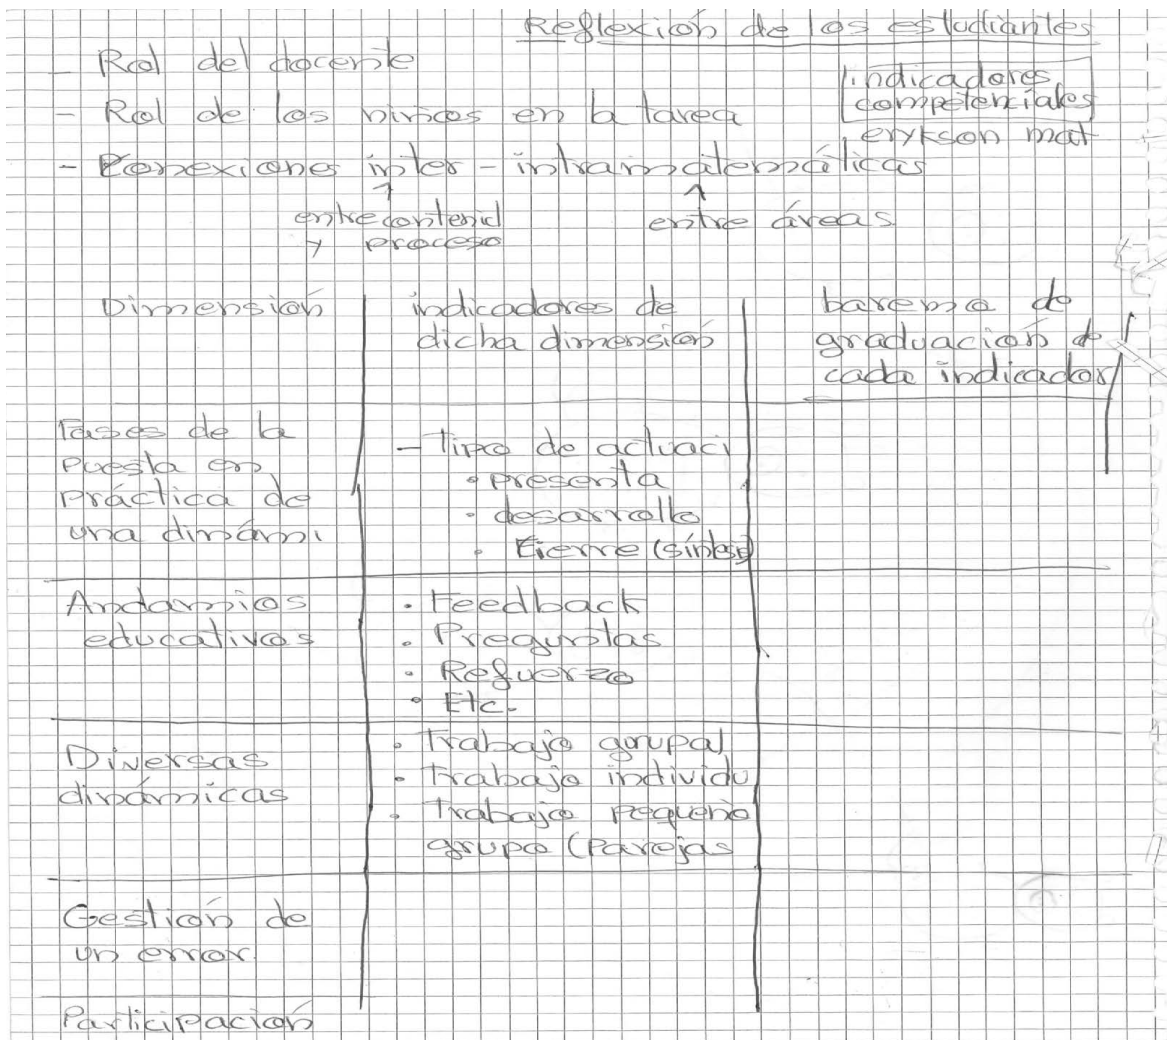 Reflexión de los estudiantes
- Rol del docente
indicadores
competenciales
- Rol de los niños en la tarea
erykson mat
- Conexiones inter - intramatemáticas
entre contenid
y proceso
entre áreas
Dimensión
indicadores de
dicha dimensión
baremo de
graduación d
cada indicador
Fases de la
puesta en
práctica de
una dinámi
- Tipo de actuaci
• presenta
• desarrollo
• Cierre (síntesi)
Andamios
educativos
• Feedback
• Preguntas
• Refuerzo
• Etc.
Diversas
dinámicas
• Trabajo grupal
• Trabajo individu
• Trabajo pequeño
grupo (Parejas
Gestión de
un error
Participación